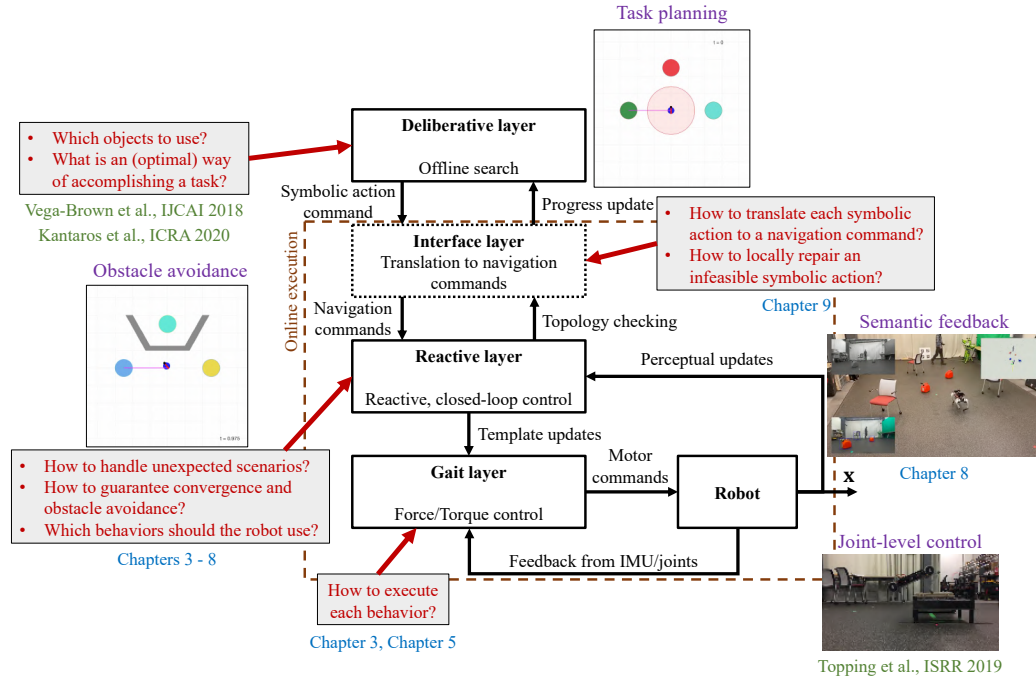 Task planning
t = 0
Deliberative layer
Offline search
• Which objects to use?
• What is an (optimal) way
of accomplishing a task?
Vega-Brown et al., IJCAI 2018
Kantaros et al., ICRA 2020
Symbolic action
command
Progress update
• How to translate each symbolic
action to a navigation command?
• How to locally repair an
infeasible symbolic action?
Chapter 9
Interface layer
Translation to navigation
commands
Online execution
Obstacle avoidance
t = 0.975
Navigation
commands
Topology checking
Semantic feedback
Chapter 8
Reactive layer
Reactive, closed-loop control
Perceptual updates
Template updates
• How to handle unexpected scenarios?
• How to guarantee convergence and
obstacle avoidance?
• Which behaviors should the robot use?
Chapters 3 - 8
Gait layer
Force/Torque control
Motor
commands
Robot
x
Feedback from IMU/joints
How to execute
each behavior?
Chapter 3, Chapter 5
Joint-level control
Topping et al., ISRR 2019